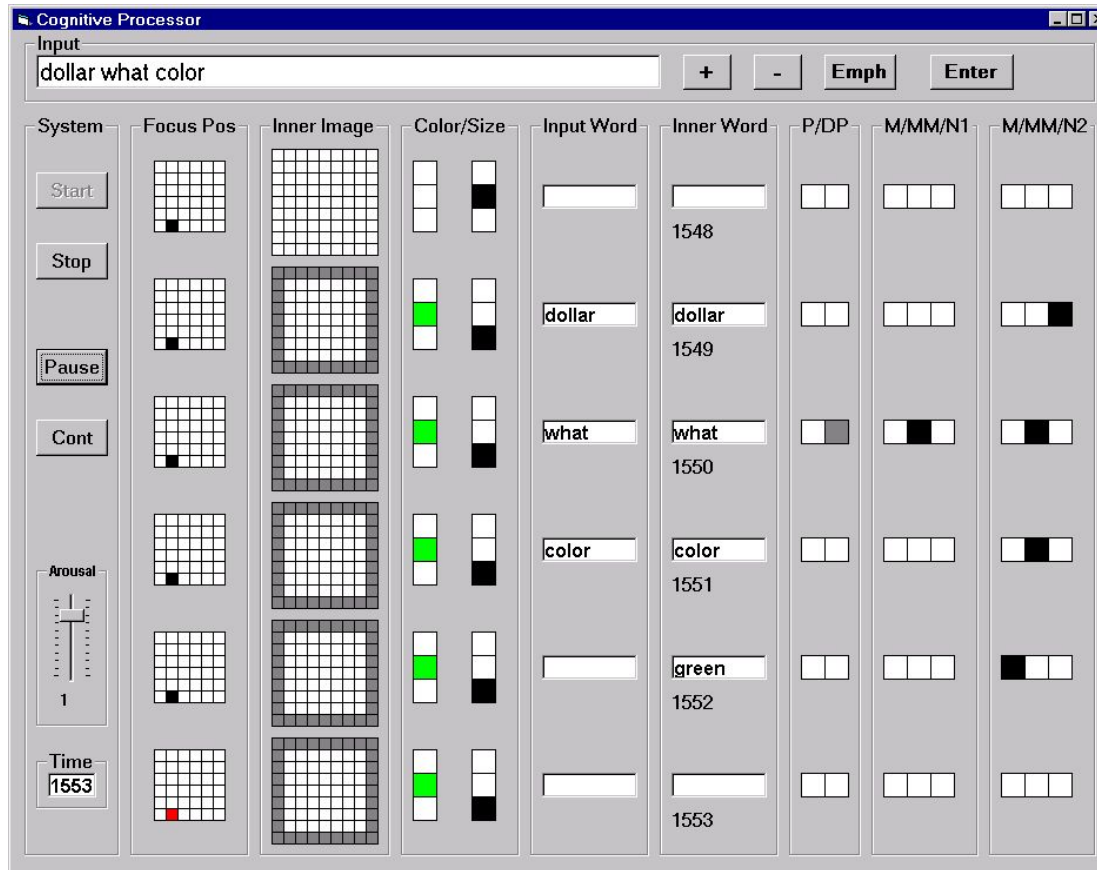 Cognitive Processor
Input
dollar what color
+ - Emph Enter
System Focus Pos Inner Image Color/Size Input Word Inner Word P/DP M/MM/N1 M/MM/N2
Start
1548
Stop
dollar dollar
1549
Pause
what what
Cont
1550
color color
Arousal
1551
green
1
1552
Time
1553
1553